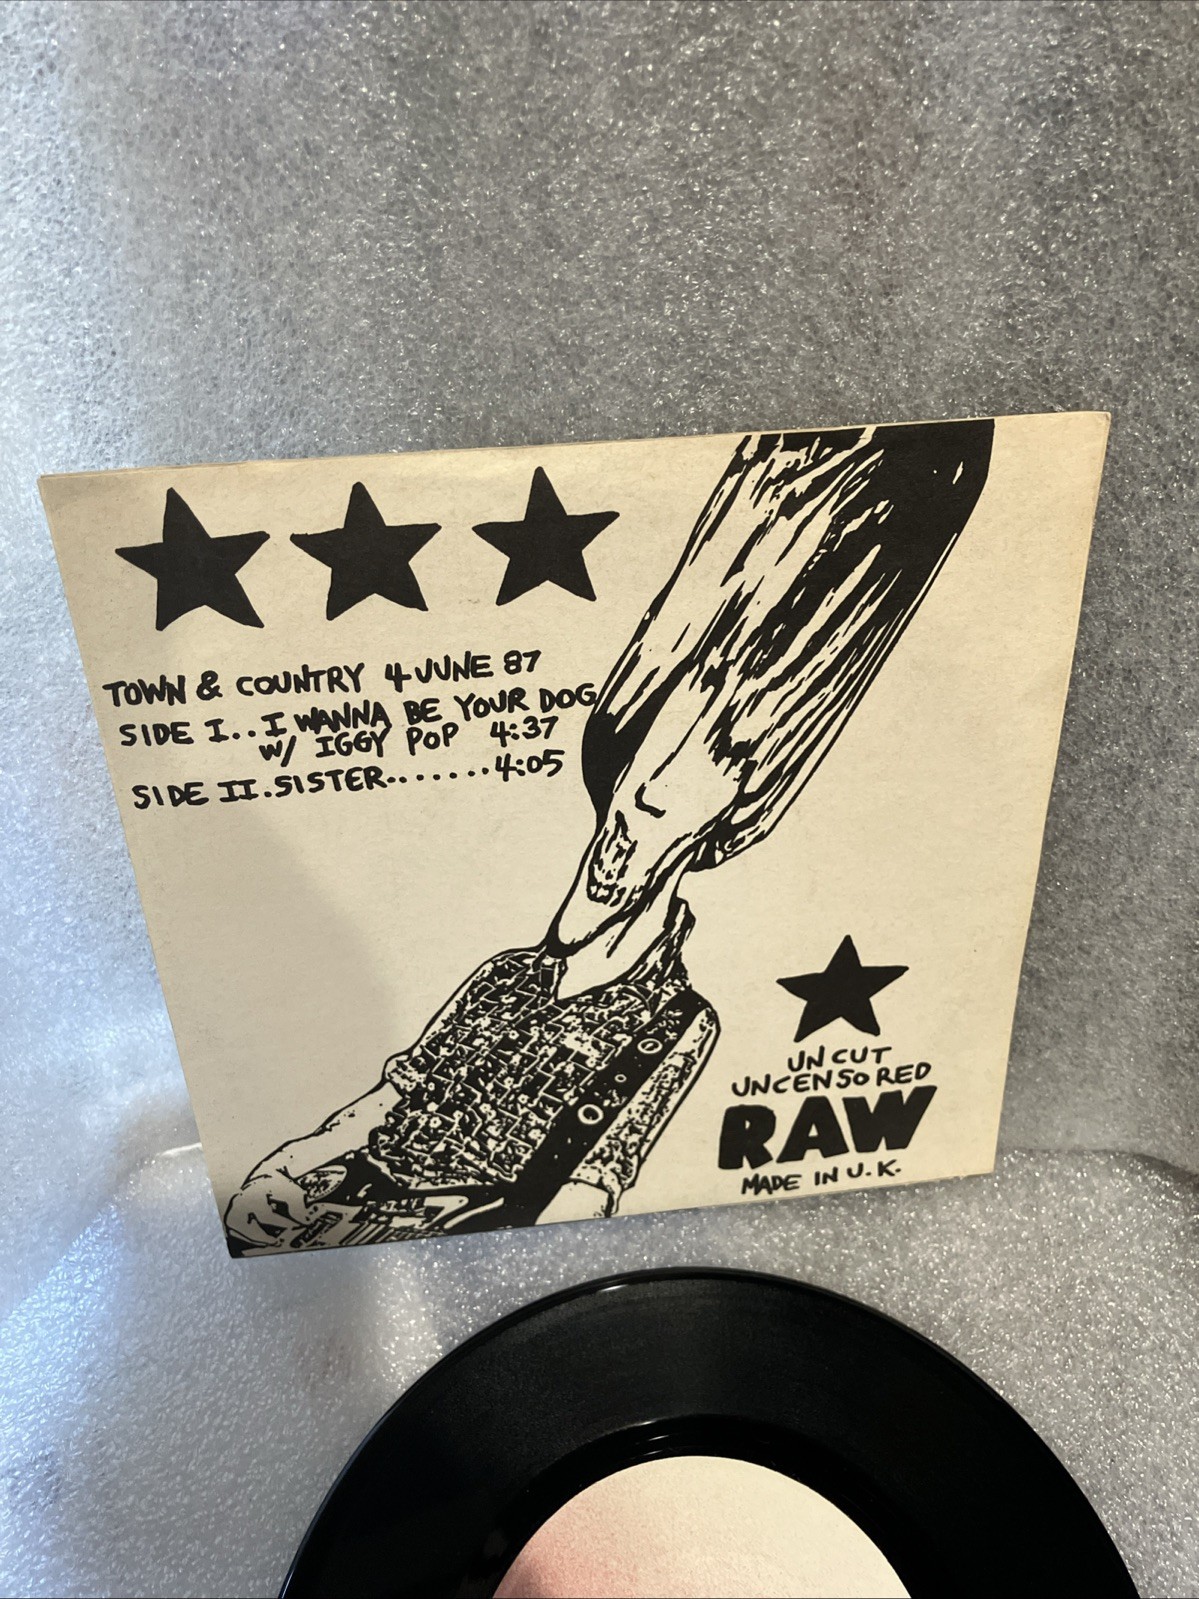 TOWN & COUNTRY 4 JUNE 87
SIDE I.. I WANNA BE YOUR DOG
W/ IGGY POP 4:37
SIDE II. SISTER........4:05
UNCUT
UNCENSORED
RAW
MADE IN U.K.